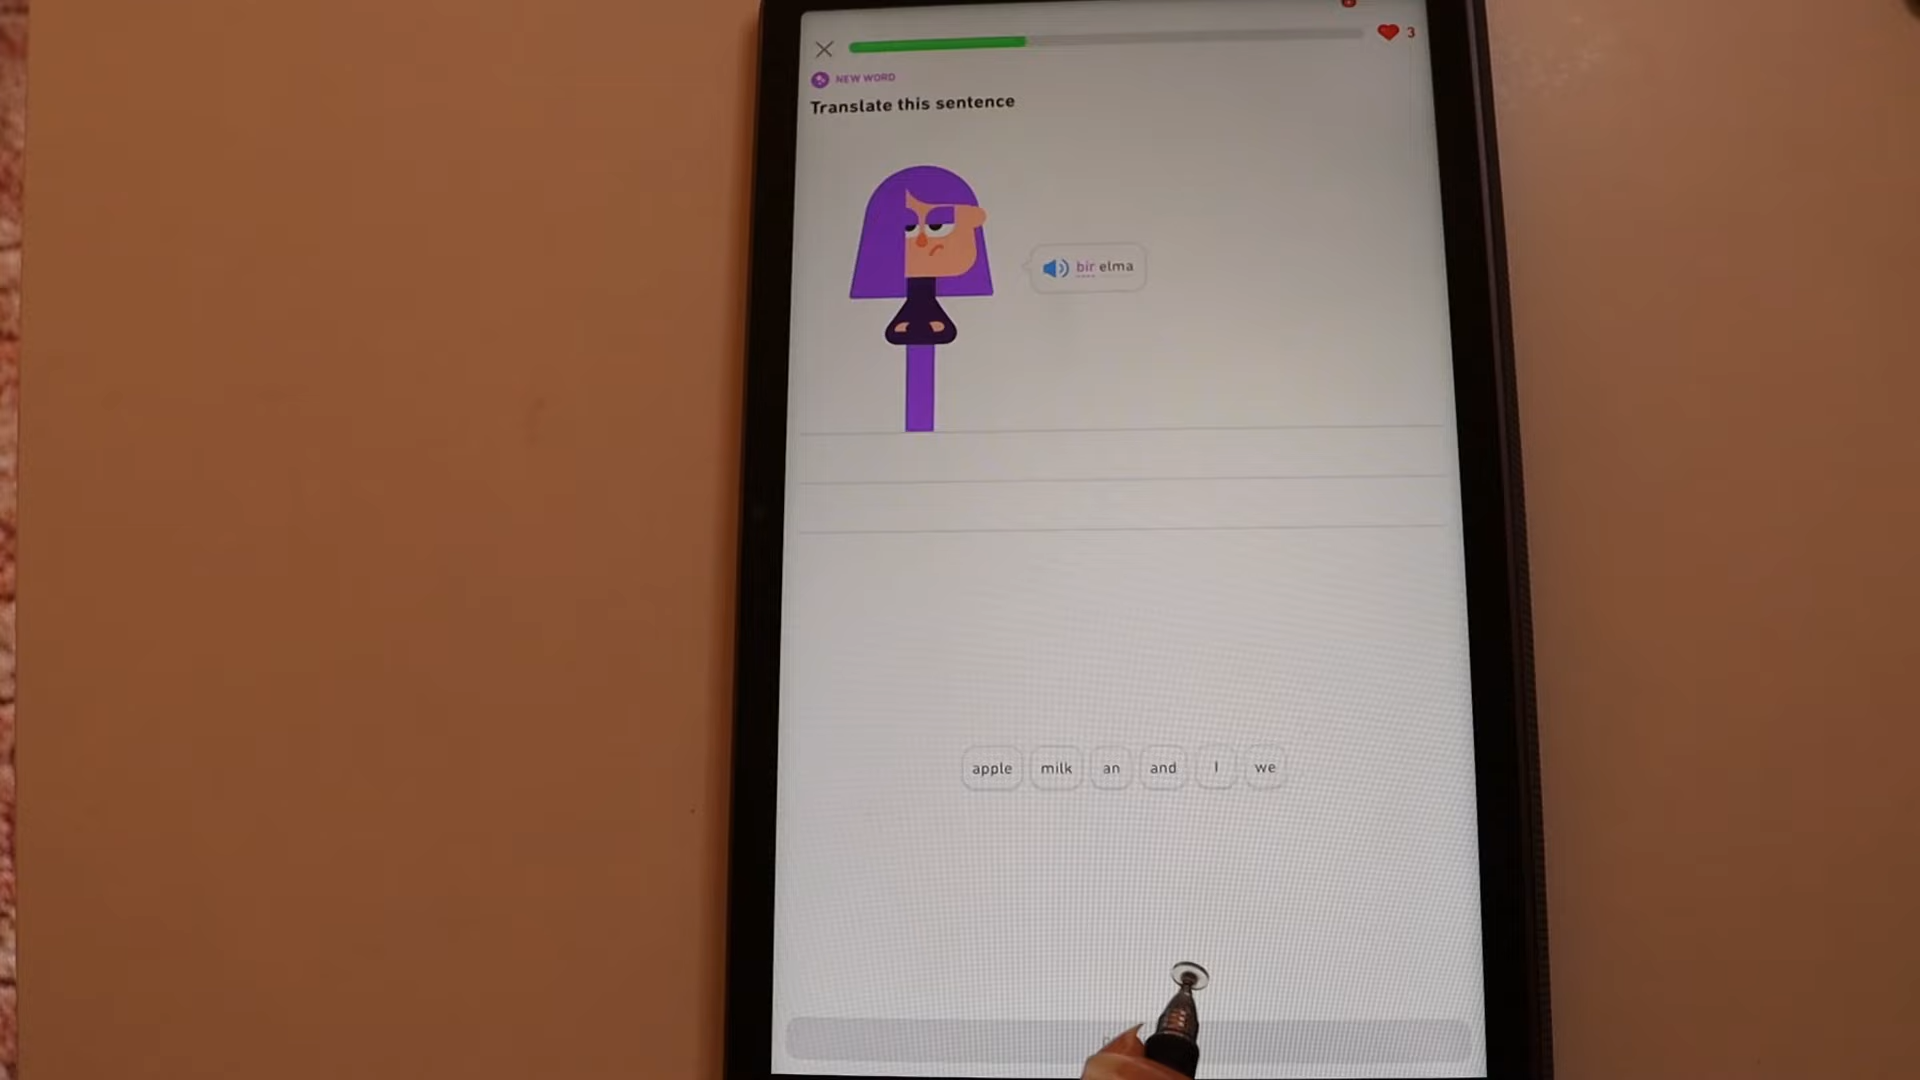 3
NEW WORD
Translate this sentence
bir elma
apple milk an and I we